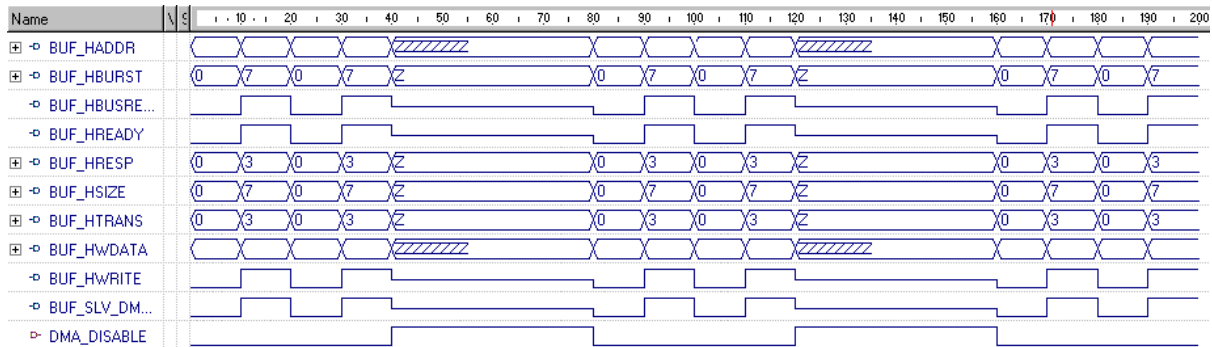 Name \ S 10 20 30 40 50 60 70 80 90 100 110 120 130 140 150 160 170 180 190 200
BUF_HADDR
BUF_HBURST 0 7 0 7 Z 0 7 0 7 Z 0 7 0 7
BUF_HBUSRE...
BUF_HREADY
BUF_HRESP 0 3 0 3 Z 0 3 0 3 Z 0 3 0 3
BUF_HSIZE 0 7 0 7 Z 0 7 0 7 Z 0 7 0 7
BUF_HTRANS 0 3 0 3 Z 0 3 0 3 Z 0 3 0 3
BUF_HWDATA
BUF_HWRITE
BUF_SLV_DM...
DMA_DISABLE